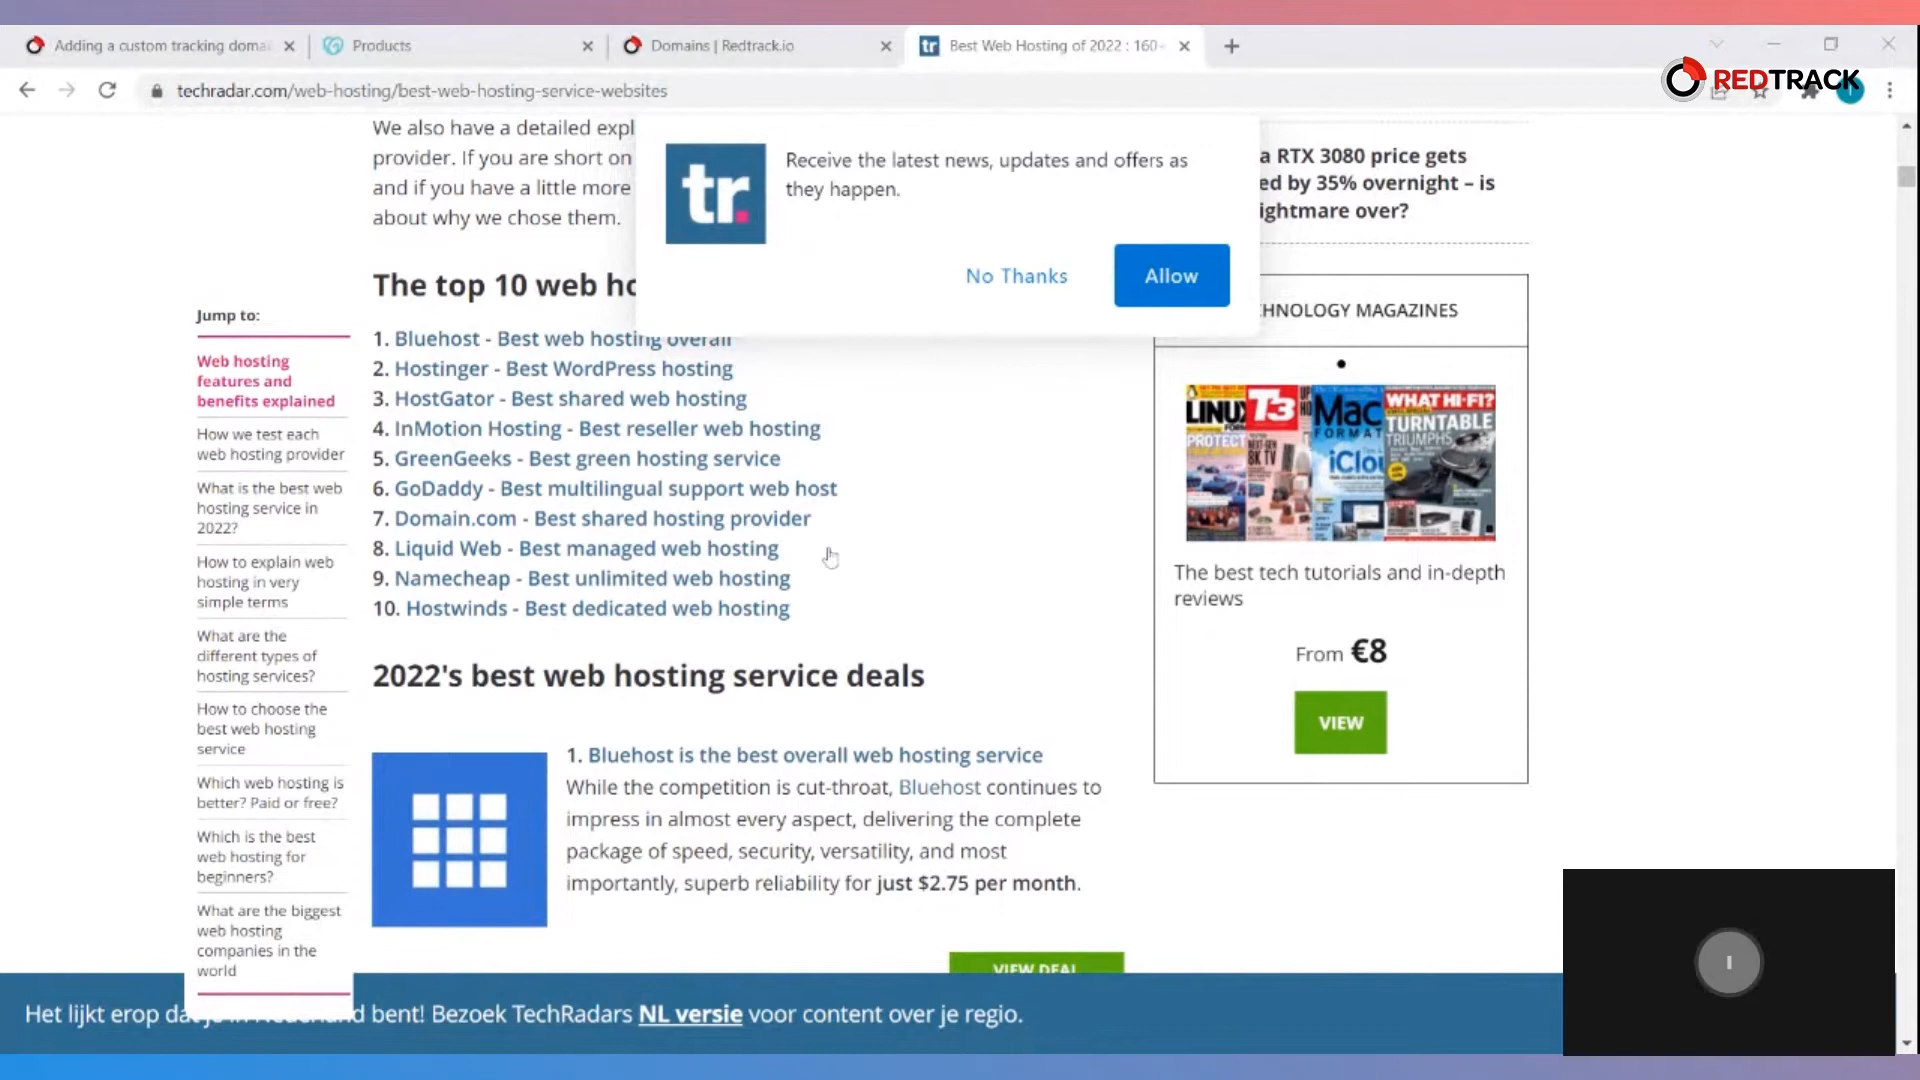 Adding a custom tracking doma
Products
Domains | Redtrack.io
tr
Best Web Hosting of 2022 : 160+
techradar.com/web-hosting/best-web-hosting-service-websites
REDTRACK
We also have a detailed expl
provider. If you are short on
and if you have a little more
about why we chose them.
tr.
Receive the latest news, updates and offers as
they happen.
No Thanks
Allow
a RTX 3080 price gets
ed by 35% overnight – is
ightmare over?
The top 10 web ho
Jump to:
Web hosting
features and
benefits explained
How we test each
web hosting provider
What is the best web
hosting service in
2022?
How to explain web
hosting in very
simple terms
What are the
different types of
hosting services?
How to choose the
best web hosting
service
Which web hosting is
better? Paid or free?
Which is the best
web hosting for
beginners?
What are the biggest
web hosting
companies in the
world
1. Bluehost - Best web hosting overall
2. Hostinger - Best WordPress hosting
3. HostGator - Best shared web hosting
4. InMotion Hosting - Best reseller web hosting
5. GreenGeeks - Best green hosting service
6. GoDaddy - Best multilingual support web host
7. Domain.com - Best shared hosting provider
8. Liquid Web - Best managed web hosting
9. Namecheap - Best unlimited web hosting
10. Hostwinds - Best dedicated web hosting
2022's best web hosting service deals
1. Bluehost is the best overall web hosting service
While the competition is cut-throat, Bluehost continues to
impress in almost every aspect, delivering the complete
package of speed, security, versatility, and most
importantly, superb reliability for just $2.75 per month.
VIEW DEAL
HNOLOGY MAGAZINES
LINUX
PROTECT
T3
8K TV
Mac
FORMAT
iClou
WHAT HI-FI?
TURNTABLE
TRIUMPHS
The best tech tutorials and in-depth
reviews
From €8
VIEW
Het lijkt erop dat je in Nederland bent! Bezoek TechRadars NL versie voor content over je regio.
I